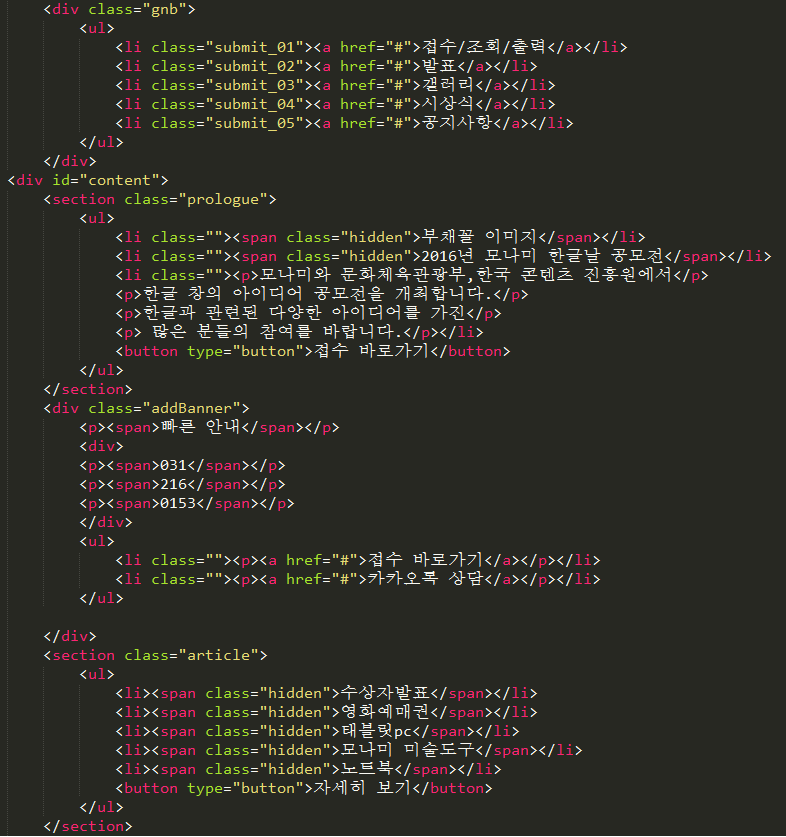 <div class="gnb">
<ul>
<li class="submit_01"><a href="#">접수/조회/출력</a></li>
<li class="submit_02"><a href="#">발표</a></li>
<li class="submit_03"><a href="#">갤러리</a></li>
<li class="submit_04"><a href="#">시상식</a></li>
<li class="submit_05"><a href="#">공지사항</a></li>
</ul>
</div>
<div id="content">
<section class="prologue">
<ul>
<li class=""><span class="hidden">부채꼴 이미지</span></li>
<li class=""><span class="hidden">2016년 모나미 한글날 공모전</span></li>
<li class=""><p>모나미와 문화체육관광부,한국 콘텐츠 진흥원에서</p>
<p>한글 창의 아이디어 공모전을 개최합니다.</p>
<p>한글과 관련된 다양한 아이디어를 가진</p>
<p> 많은 분들의 참여를 바랍니다.</p></li>
<button type="button">접수 바로가기</button>
</ul>
</section>
<div class="addBanner">
<p><span>빠른 안내</span></p>
<div>
<p><span>031</span></p>
<p><span>216</span></p>
<p><span>0153</span></p>
</div>
<ul>
<li class=""><p><a href="#">접수 바로가기</a></p></li>
<li class=""><p><a href="#">카카오톡 상담</a></p></li>
</ul>
</div>
<section class="article">
<ul>
<li><span class="hidden">수상자발표</span></li>
<li><span class="hidden">영화예매권</span></li>
<li><span class="hidden">태블릿pc</span></li>
<li><span class="hidden">모나미 미술도구</span></li>
<li><span class="hidden">노트북</span></li>
<button type="button">자세히 보기</button>
</ul>
</section>